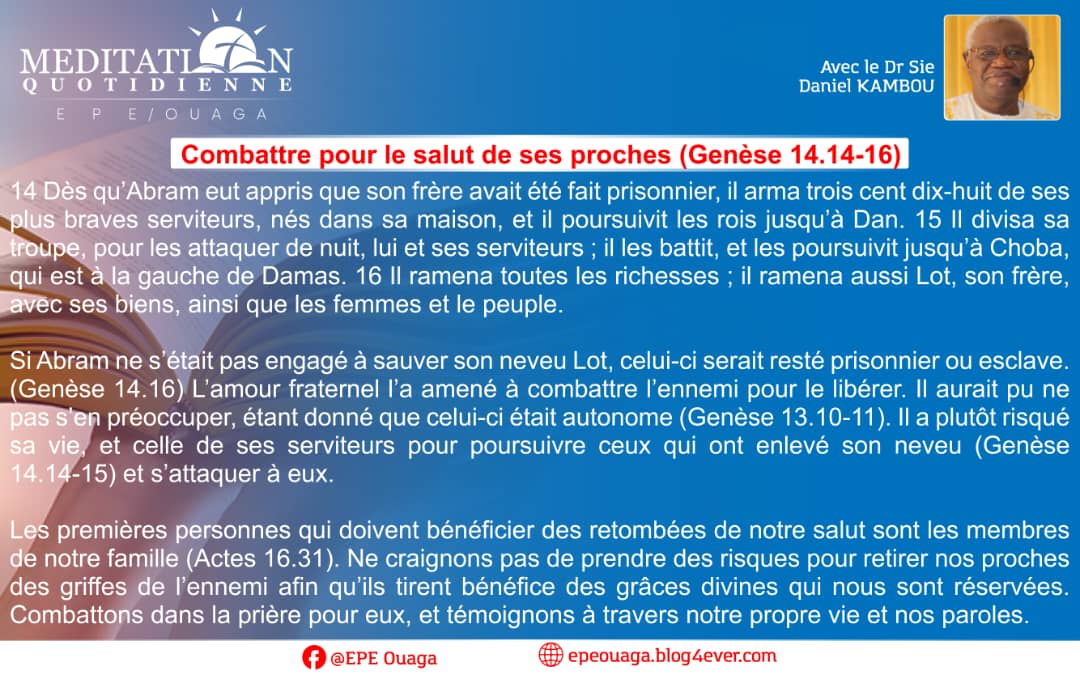 MEDITATION
QUOTIDIENNE
E P E/OUAGA
Avec le Dr Sie
Daniel KAMBOU
Combattre pour le salut de ses proches (Genèse 14.14-16)
14 Dès qu’Abram eut appris que son frère avait été fait prisonnier, il arma trois cent dix-huit de ses
plus braves serviteurs, nés dans sa maison, et il poursuivit les rois jusqu’à Dan. 15 Il divisa sa
troupe, pour les attaquer de nuit, lui et ses serviteurs ; il les battit, et les poursuivit jusqu’à Choba,
qui est à la gauche de Damas. 16 Il ramena toutes les richesses ; il ramena aussi Lot, son frère,
avec ses biens, ainsi que les femmes et le peuple.
Si Abram ne s’était pas engagé à sauver son neveu Lot, celui-ci serait resté prisonnier ou esclave.
(Genèse 14.16) L’amour fraternel l’a amené à combattre l’ennemi pour le libérer. Il aurait pu ne
pas s’en préoccuper, étant donné que celui-ci était autonome (Genèse 13.10-11). Il a plutôt risqué
sa vie, et celle de ses serviteurs pour poursuivre ceux qui ont enlevé son neveu (Genèse
14.14-15) et s’attaquer à eux.
Les premières personnes qui doivent bénéficier des retombées de notre salut sont les membres
de notre famille (Actes 16.31). Ne craignons pas de prendre des risques pour retirer nos proches
des griffes de l’ennemi afin qu’ils tirent bénéfice des grâces divines qui nous sont réservées.
Combattons dans la prière pour eux, et témoignons à travers notre propre vie et nos paroles.
@EPE Ouaga
epeouaga.blog4ever.com